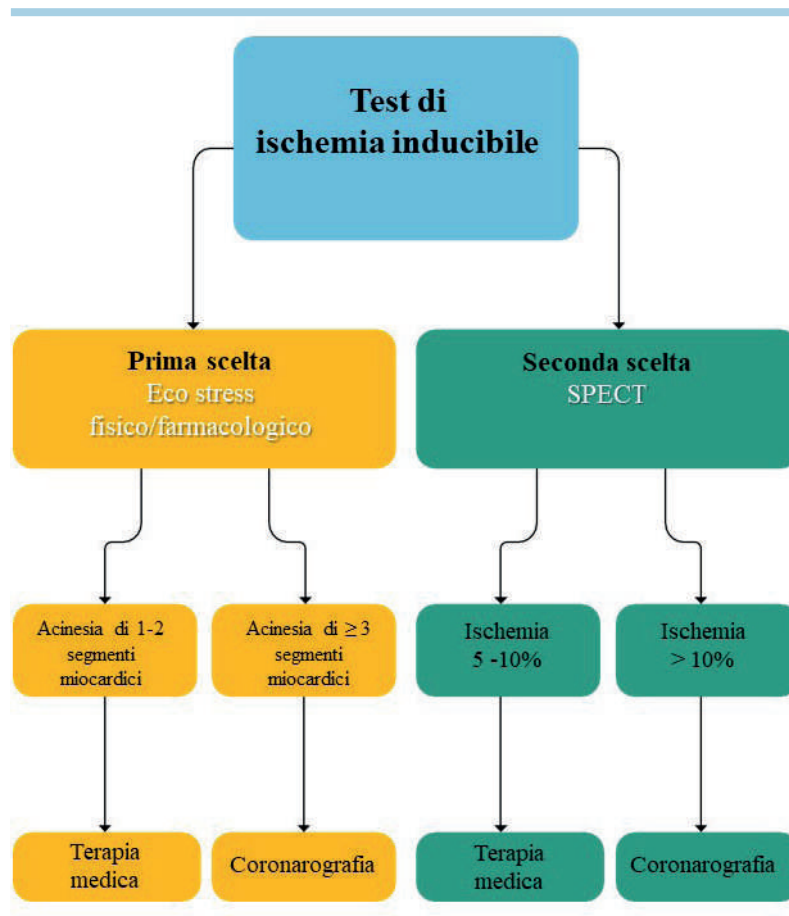 Test di
ischemia inducibile
Prima scelta
Eco stress
fisico/farmacologico
Seconda scelta
SPECT
Acinesia di 1-2
segmenti
miocardici
Acinesia di ≥ 3
segmenti
miocardici
Ischemia
5 -10%
Ischemia
> 10%
Terapia
medica
Coronarografia
Terapia
medica
Coronarografia